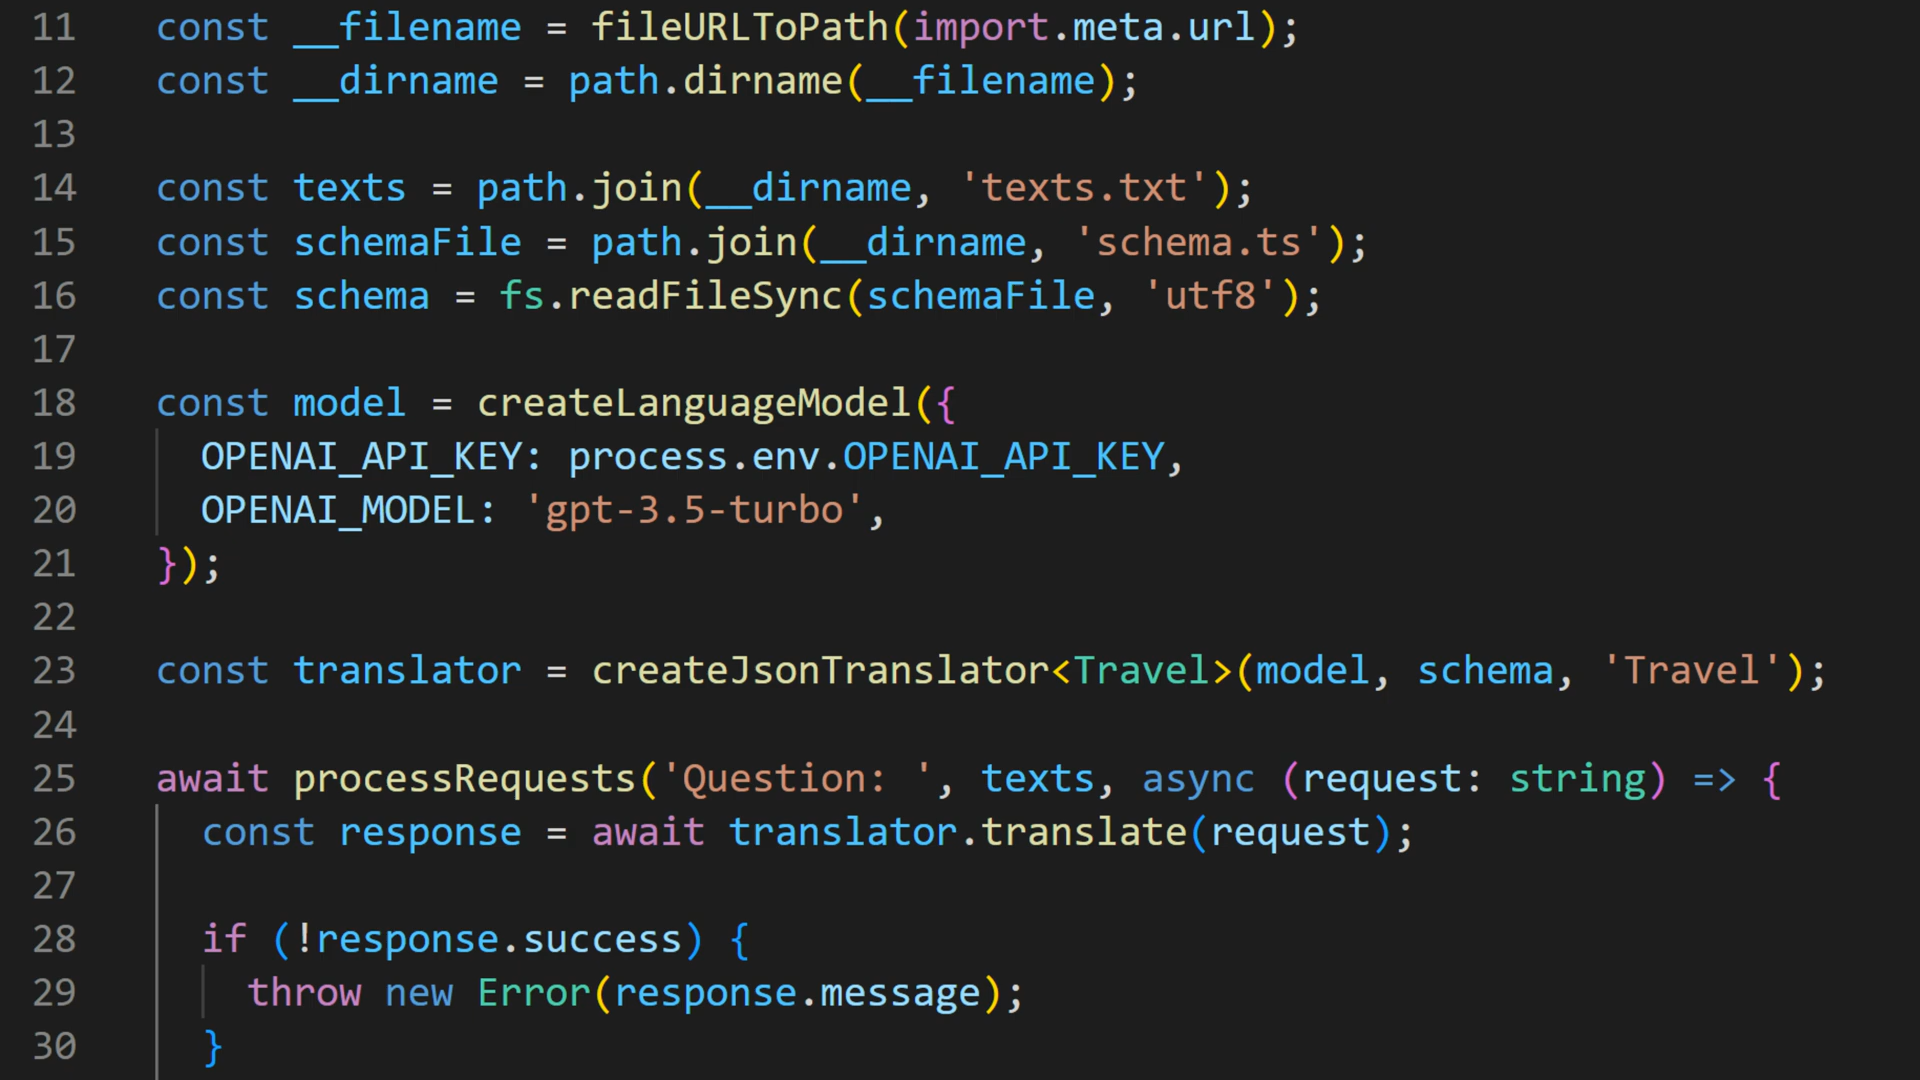 11 const __filename = fileURLToPath(import.meta.url);
12 const __dirname = path.dirname(__filename);
13
14 const texts = path.join(__dirname, 'texts.txt');
15 const schemaFile = path.join(__dirname, 'schema.ts');
16 const schema = fs.readFileSync(schemaFile, 'utf8');
17
18 const model = createLanguageModel({
19   OPENAI_API_KEY: process.env.OPENAI_API_KEY,
20   OPENAI_MODEL: 'gpt-3.5-turbo',
21 });
22
23 const translator = createJsonTranslator<Travel>(model, schema, 'Travel');
24
25 await processRequests('Question: ', texts, async (request: string) => {
26   const response = await translator.translate(request);
27
28   if (!response.success) {
29     throw new Error(response.message);
30   }